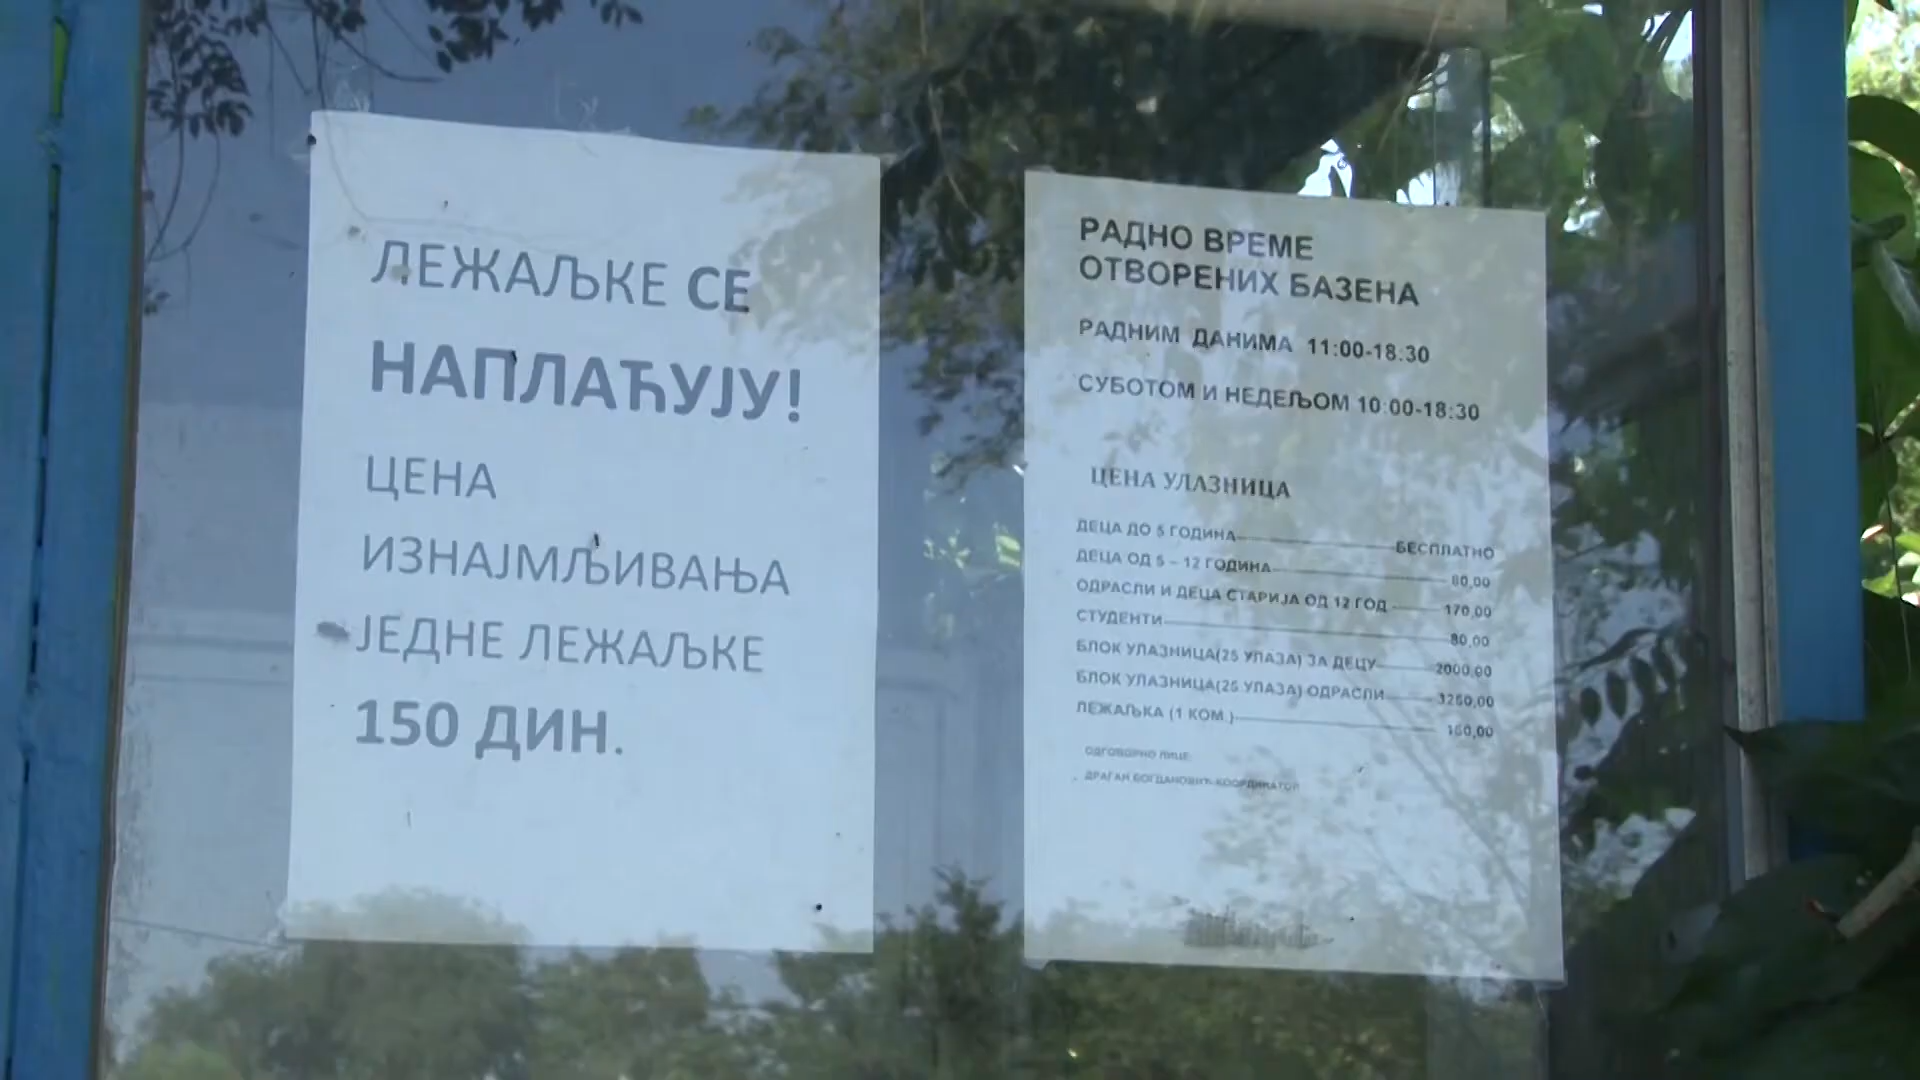 ЛЕЖАЉКЕ СЕ
НАПЛАЋУЈУ!
ЦЕНА
ИЗНАЈМЉИВАЊА
ЈЕДНЕ ЛЕЖАЉКЕ
150 ДИН.
РАДНО ВРЕМЕ
ОТВОРЕНИХ БАЗЕНА
РАДНИМ ДАНИМА 11:00-18:30
СУБОТОМ И НЕДЕЉОМ 10:00-18:30
ЦЕНА УЛАЗНИЦА
ДЕЦА ДО 5 ГОДИНА БЕСПЛАТНО
ДЕЦА ОД 5 – 12 ГОДИНА 80,00
ОДРАСЛИ И ДЕЦА СТАРИЈА ОД 12 ГОД 170,00
СТУДЕНТИ 80,00
БЛОК УЛАЗНИЦА(25 УЛАЗА) ЗА ДЕЦУ 2000,00
БЛОК УЛАЗНИЦА(25 УЛАЗА) ОДРАСЛИ
ЛЕЖАЉКА (1 КОМ.) 150,00
ОДГОВОРНО ЛИЦЕ:
ДРАГАН БОГДАНОВИЋ-КООРДИНАТОР